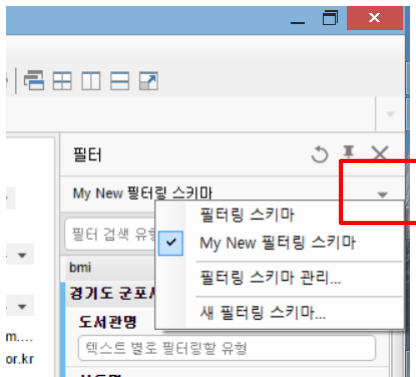 필터
My New 필터링 스키마
필터링 스키마
My New 필터링 스키마
필터링 스키마 관리...
새 필터링 스키마...
필터 검색
bmi
경기도 군포
도서관명
텍스트 별로 필터링할 유형
m....
or.kr